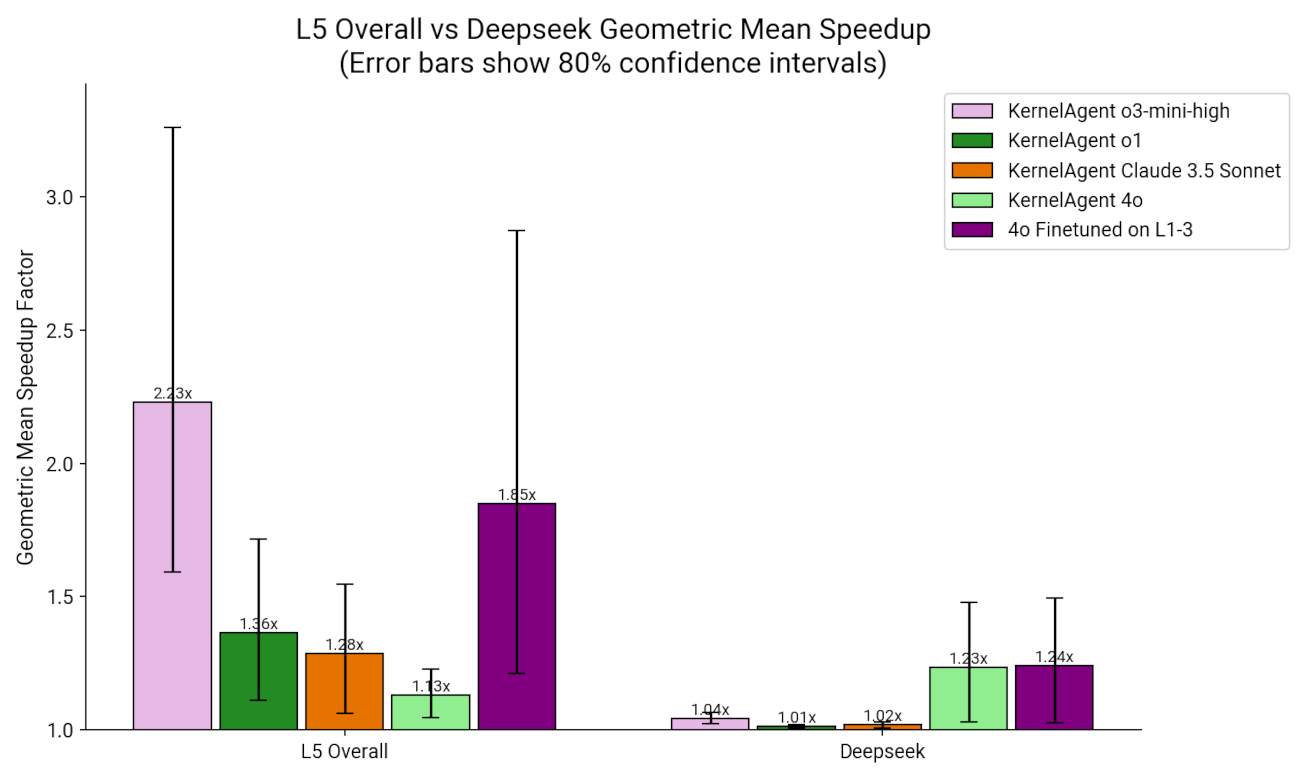 L5 Overall vs Deepseek Geometric Mean Speedup
(Error bars show 80% confidence intervals)
KernelAgent o3-mini-high
KernelAgent o1
KernelAgent Claude 3.5 Sonnet
KernelAgent 4o
4o Finetuned on L1-3
Geometric Mean Speedup Factor
3.0
2.5
2.0
1.5
1.0
2.23x
1.36x
1.28x
1.13x
1.85x
1.04x
1.01x
1.02x
1.23x
1.24x
L5 Overall
Deepseek